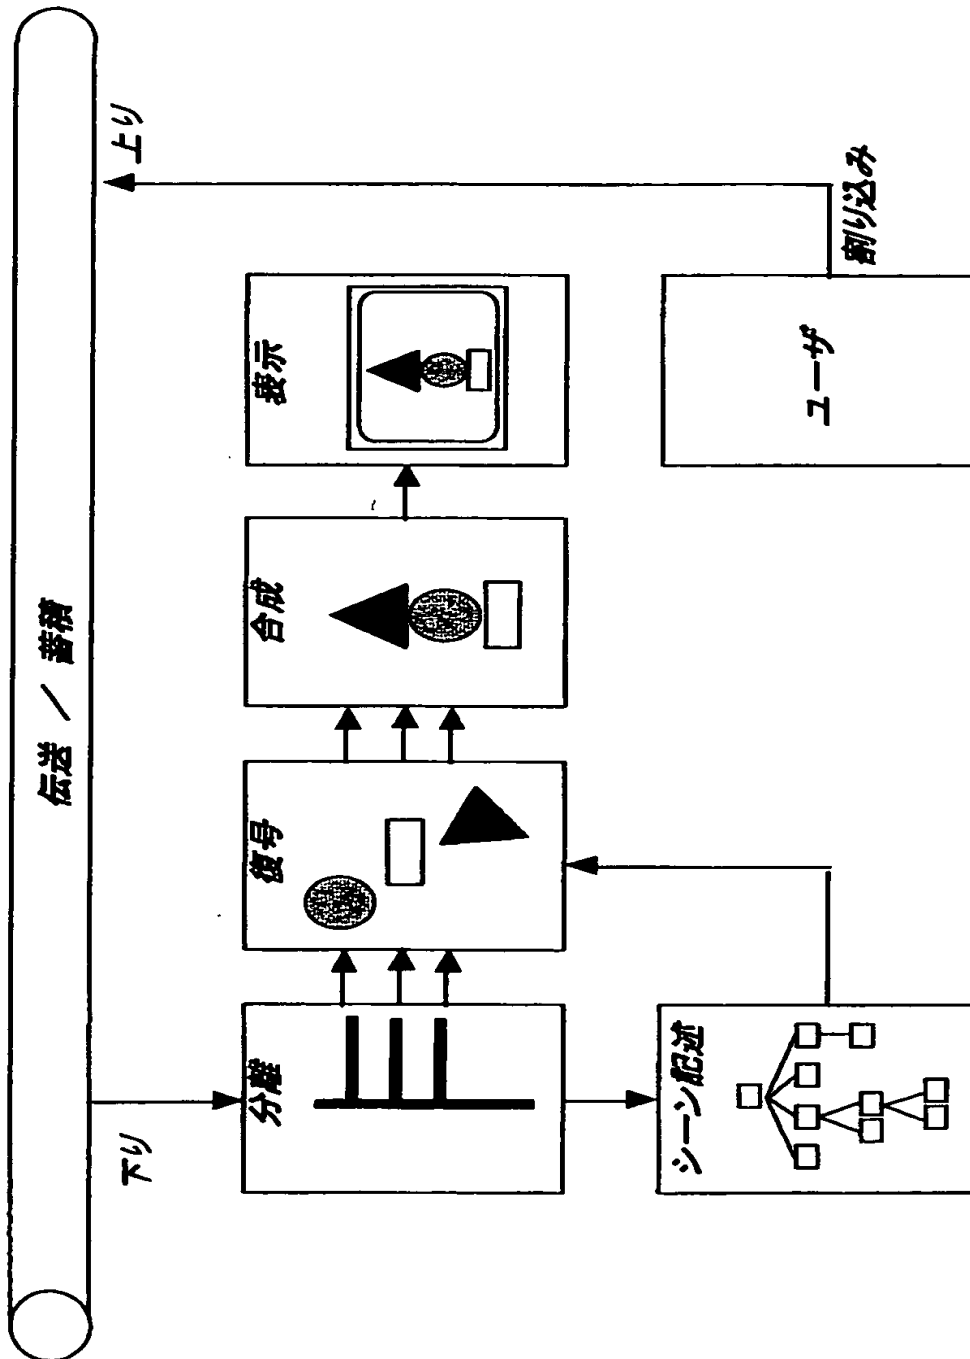 伝送 / 蓄積
下り
上り
分離
復号
合成
表示
シーン記述
ユーザ
割り込み